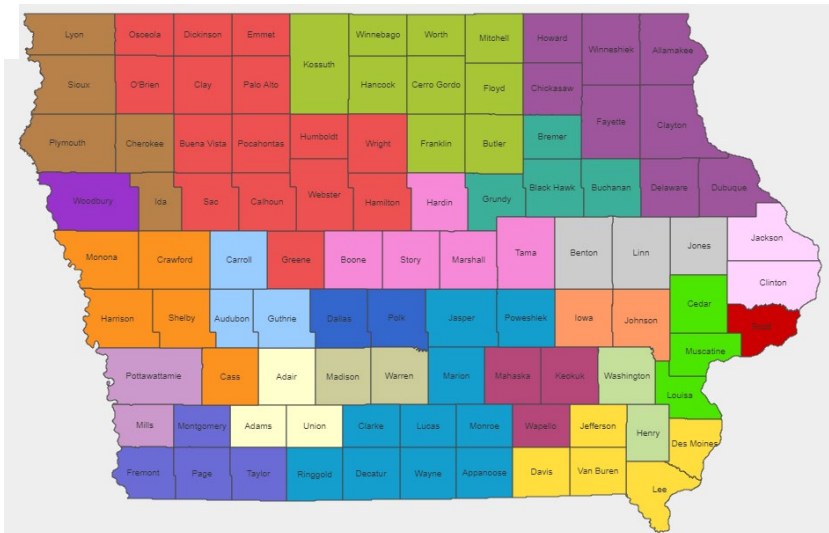 Lyon
Osceola
Dickinson
Emmet
Kossuth
Winnebago
Worth
Mitchell
Howard
Winneshiek
Allamakee
Sioux
O'Brien
Clay
Palo Alto
Hancock
Cerro Gordo
Floyd
Chickasaw
Fayette
Clayton
Plymouth
Cherokee
Buena Vista
Pocahontas
Humboldt
Wright
Franklin
Butler
Bremer
Woodbury
Ida
Sac
Calhoun
Webster
Hamilton
Hardin
Grundy
Black Hawk
Buchanan
Delaware
Dubuque
Monona
Crawford
Carroll
Greene
Boone
Story
Marshall
Tama
Benton
Linn
Jones
Jackson
Clinton
Harrison
Shelby
Audubon
Guthrie
Dallas
Polk
Jasper
Poweshiek
Iowa
Johnson
Cedar
Scott
Muscatine
Pottawattamie
Cass
Adair
Madison
Warren
Marion
Mahaska
Keokuk
Washington
Louisa
Mills
Montgomery
Adams
Union
Clarke
Lucas
Monroe
Wapello
Jefferson
Henry
Des Moines
Fremont
Page
Taylor
Ringgold
Decatur
Wayne
Appanoose
Davis
Van Buren
Lee